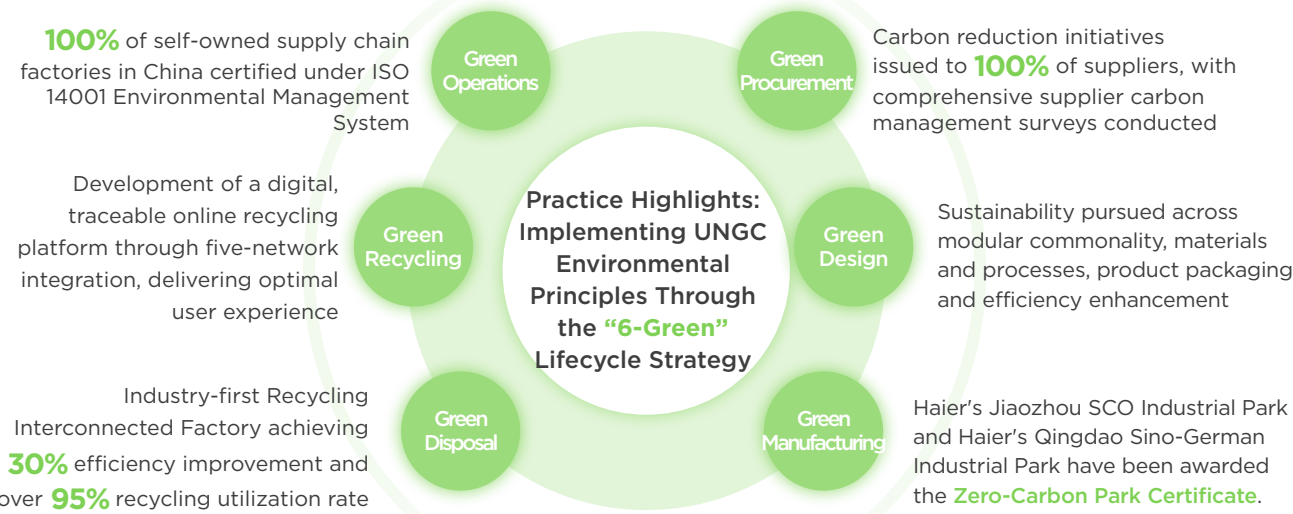 100% of self-owned supply chain
factories in China certified under ISO
14001 Environmental Management
System
Green
Operations
Green
Procurement
Carbon reduction initiatives
issued to 100% of suppliers, with
comprehensive supplier carbon
management surveys conducted
Development of a digital,
traceable online recycling
platform through five-network
integration, delivering optimal
user experience
Green
Recycling
Practice Highlights:
Implementing UNGC
Environmental
Principles Through
the “6-Green”
Lifecycle Strategy
Green
Design
Sustainability pursued across
modular commonality, materials
and processes, product packaging
and efficiency enhancement
Industry-first Recycling
Interconnected Factory achieving
30% efficiency improvement and
over 95% recycling utilization rate
Green
Disposal
Green
Manufacturing
Haier's Jiaozhou SCO Industrial Park
and Haier's Qingdao Sino-German
Industrial Park have been awarded
the Zero-Carbon Park Certificate.